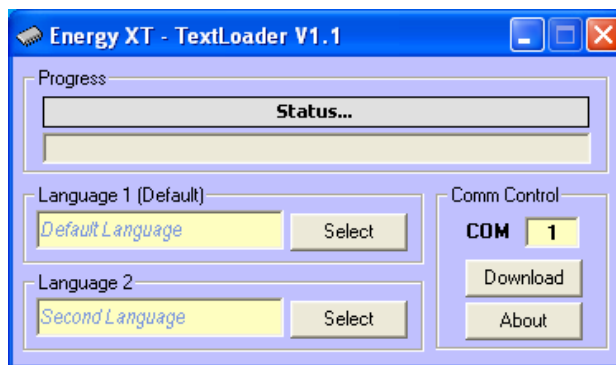 Energy XT - TextLoader V1.1
Progress
Status...
Language 1 (Default)
Default Language
Select
Language 2
Second Language
Select
Comm Control
COM 1
Download
About